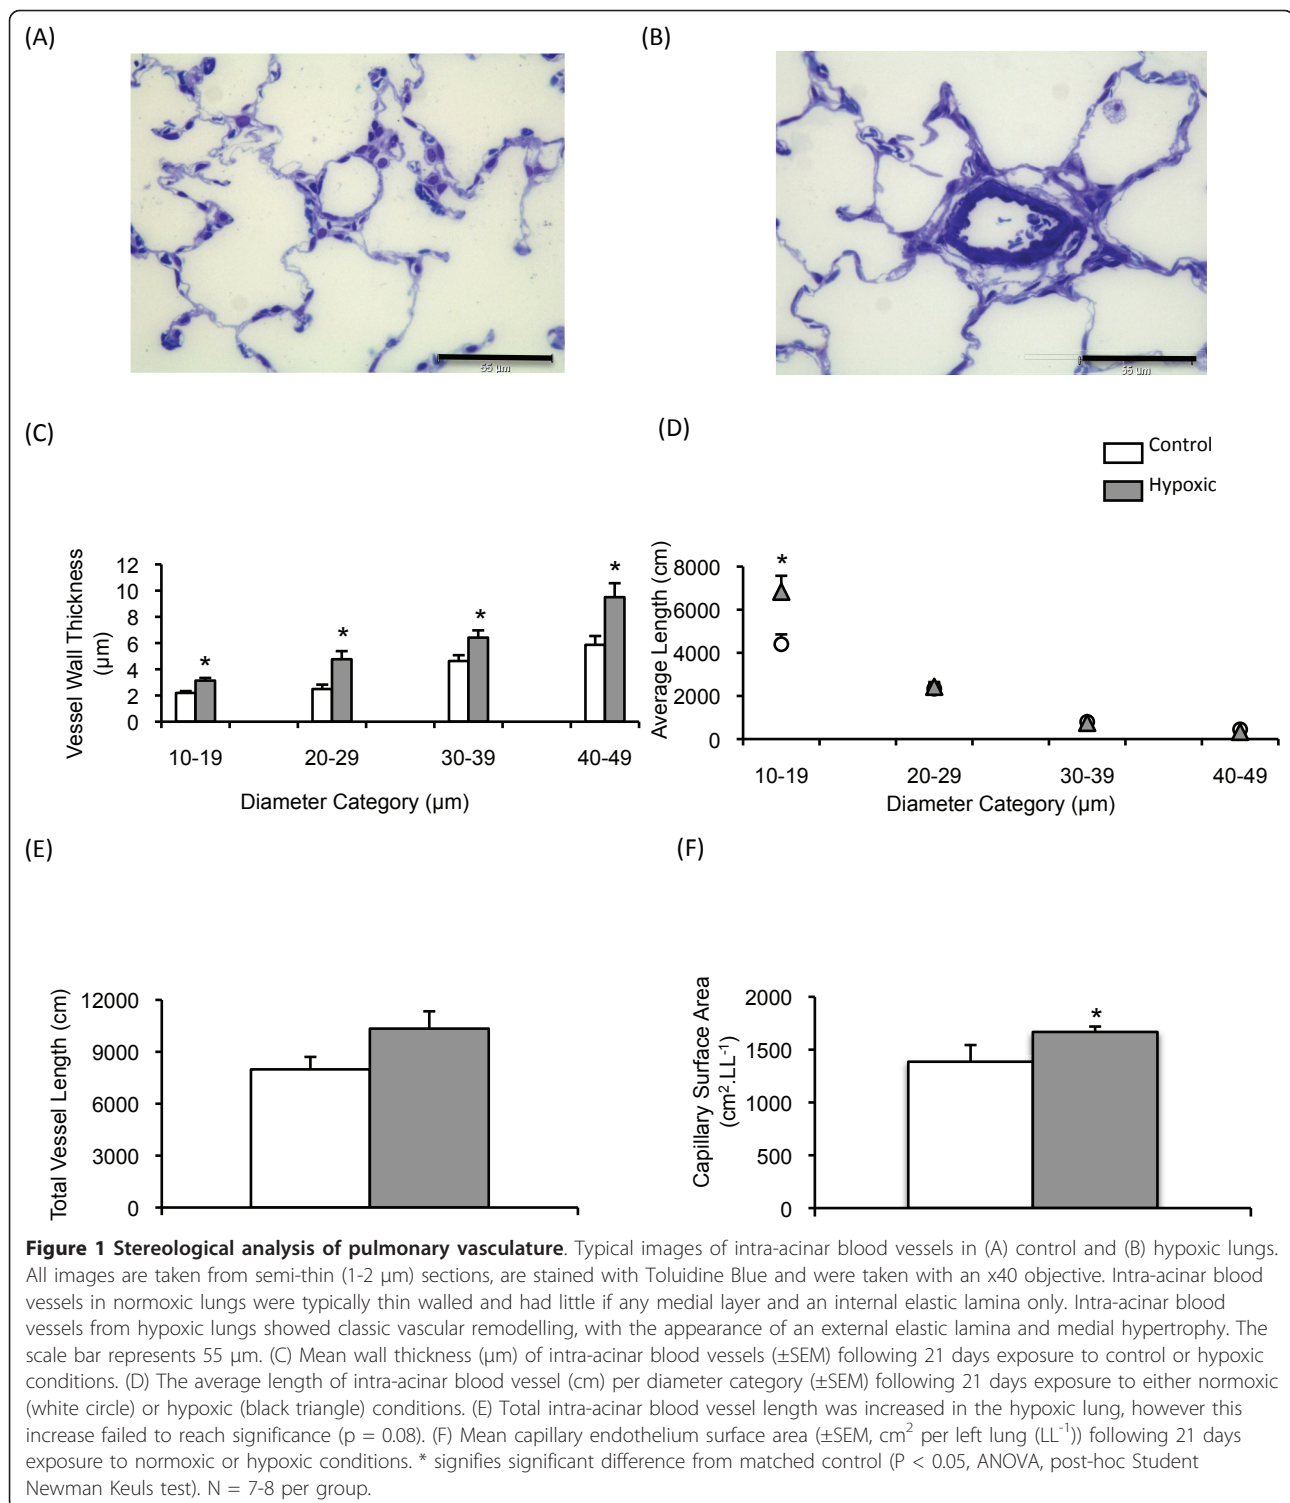 (A)
(B)
55 µm
55 µm
(C)
(D)
Control
Hypoxic
Vessel Wall Thickness
(µm)
12
10
8
6
4
2
0
*
*
*
*
10-19
20-29
30-39
40-49
Diameter Category (µm)
Average Length (cm)
8000
6000
4000
2000
0
*
10-19
20-29
30-39
40-49
Diameter Category (µm)
(E)
(F)
Total Vessel Length (cm)
12000
9000
6000
3000
0
Capillary Surface Area
(cm².LL⁻¹)
2000
1500
1000
500
0
*
Figure 1 Stereological analysis of pulmonary vasculature. Typical images of intra-acinar blood vessels in (A) control and (B) hypoxic lungs.
All images are taken from semi-thin (1-2 µm) sections, are stained with Toluidine Blue and were taken with an x40 objective. Intra-acinar blood
vessels in normoxic lungs were typically thin walled and had little if any medial layer and an internal elastic lamina only. Intra-acinar blood
vessels from hypoxic lungs showed classic vascular remodelling, with the appearance of an external elastic lamina and medial hypertrophy. The
scale bar represents 55 µm. (C) Mean wall thickness (µm) of intra-acinar blood vessels (±SEM) following 21 days exposure to control or hypoxic
conditions. (D) The average length of intra-acinar blood vessel (cm) per diameter category (±SEM) following 21 days exposure to either normoxic
(white circle) or hypoxic (black triangle) conditions. (E) Total intra-acinar blood vessel length was increased in the hypoxic lung, however this
increase failed to reach significance (p = 0.08). (F) Mean capillary endothelium surface area (±SEM, cm² per left lung (LL⁻¹)) following 21 days
exposure to normoxic or hypoxic conditions. * signifies significant difference from matched control (P < 0.05, ANOVA, post-hoc Student
Newman Keuls test). N = 7-8 per group.